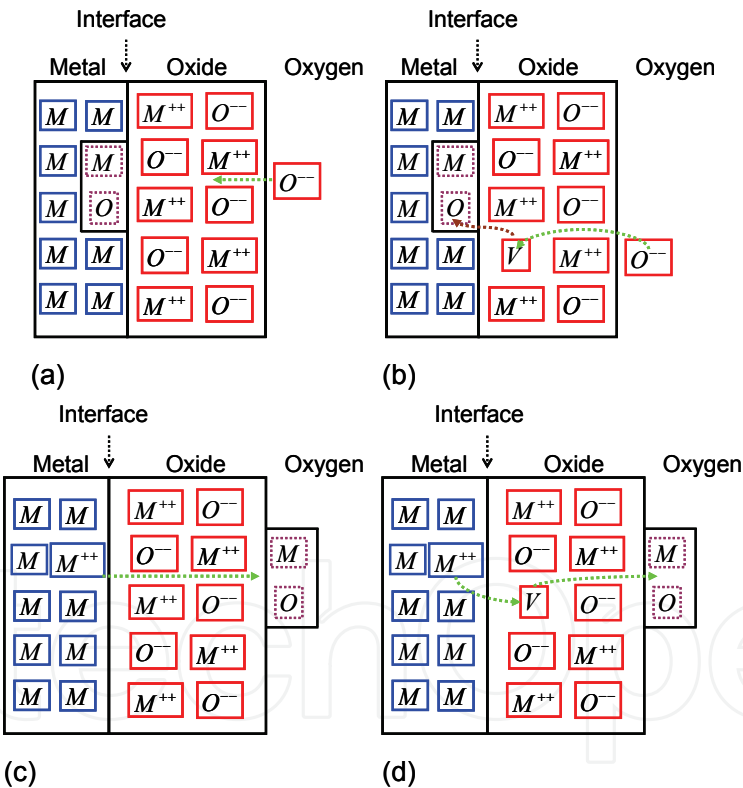 Interface
Metal Oxide Oxygen
M M M⁺⁺ O⁻⁻
M M O⁻⁻ M⁺⁺ O⁻⁻
M O M⁺⁺ O⁻⁻
M M O⁻⁻ M⁺⁺
M M M⁺⁺ O⁻⁻
(a)
Interface
Metal Oxide Oxygen
M M M⁺⁺ O⁻⁻
M M O⁻⁻ M⁺⁺
M O M⁺⁺ O⁻⁻
M M V M⁺⁺ O⁻⁻
M M M⁺⁺ O⁻⁻
(b)
Interface
Metal Oxide Oxygen
M M M⁺⁺ O⁻⁻
M M⁺⁺ O⁻⁻ M⁺⁺ M
M M M⁺⁺ O⁻⁻ O
M M O⁻⁻ M⁺⁺
M M M⁺⁺ O⁻⁻
(c)
Interface
Metal Oxide Oxygen
M M M⁺⁺ O⁻⁻
M M⁺⁺ O⁻⁻ M⁺⁺ M
M M V O⁻⁻ O
M M O⁻⁻ M⁺⁺
M M M⁺⁺ O⁻⁻
(d)